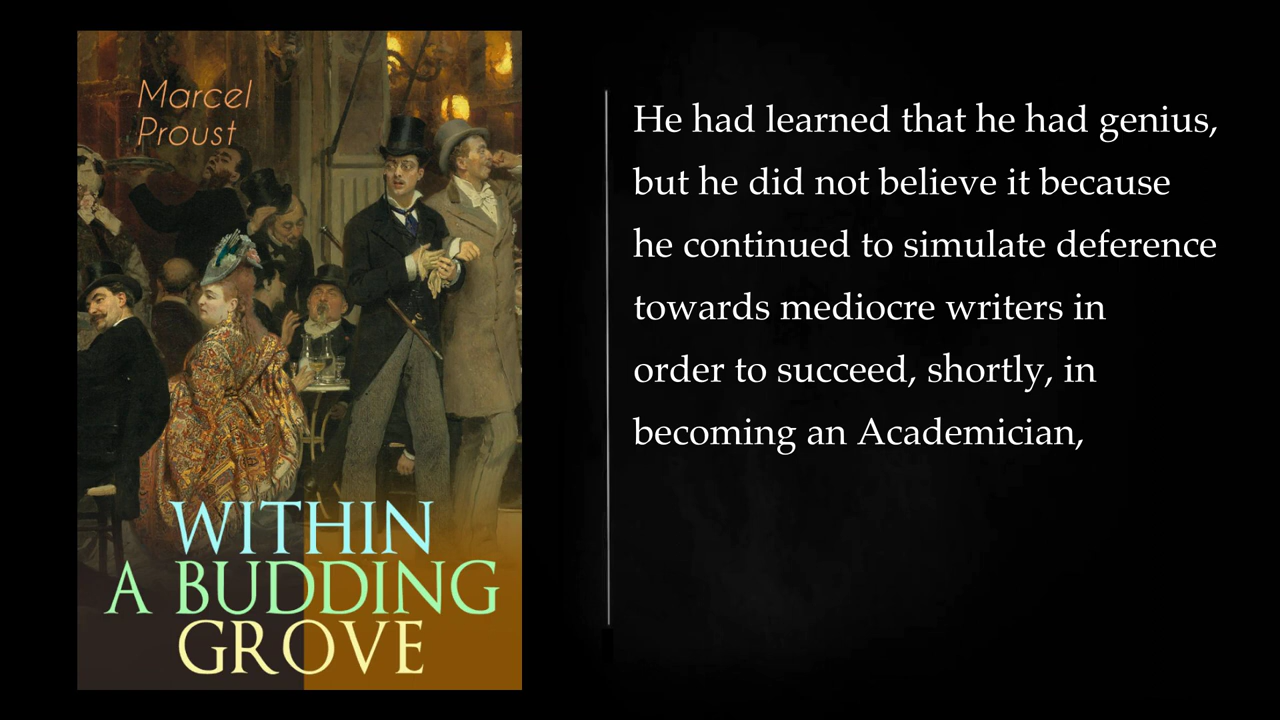 Marcel
Proust
WITHIN
A BUDDING
GROVE
He had learned that he had genius,
but he did not believe it because
he continued to simulate deference
towards mediocre writers in
order to succeed, shortly, in
becoming an Academician,